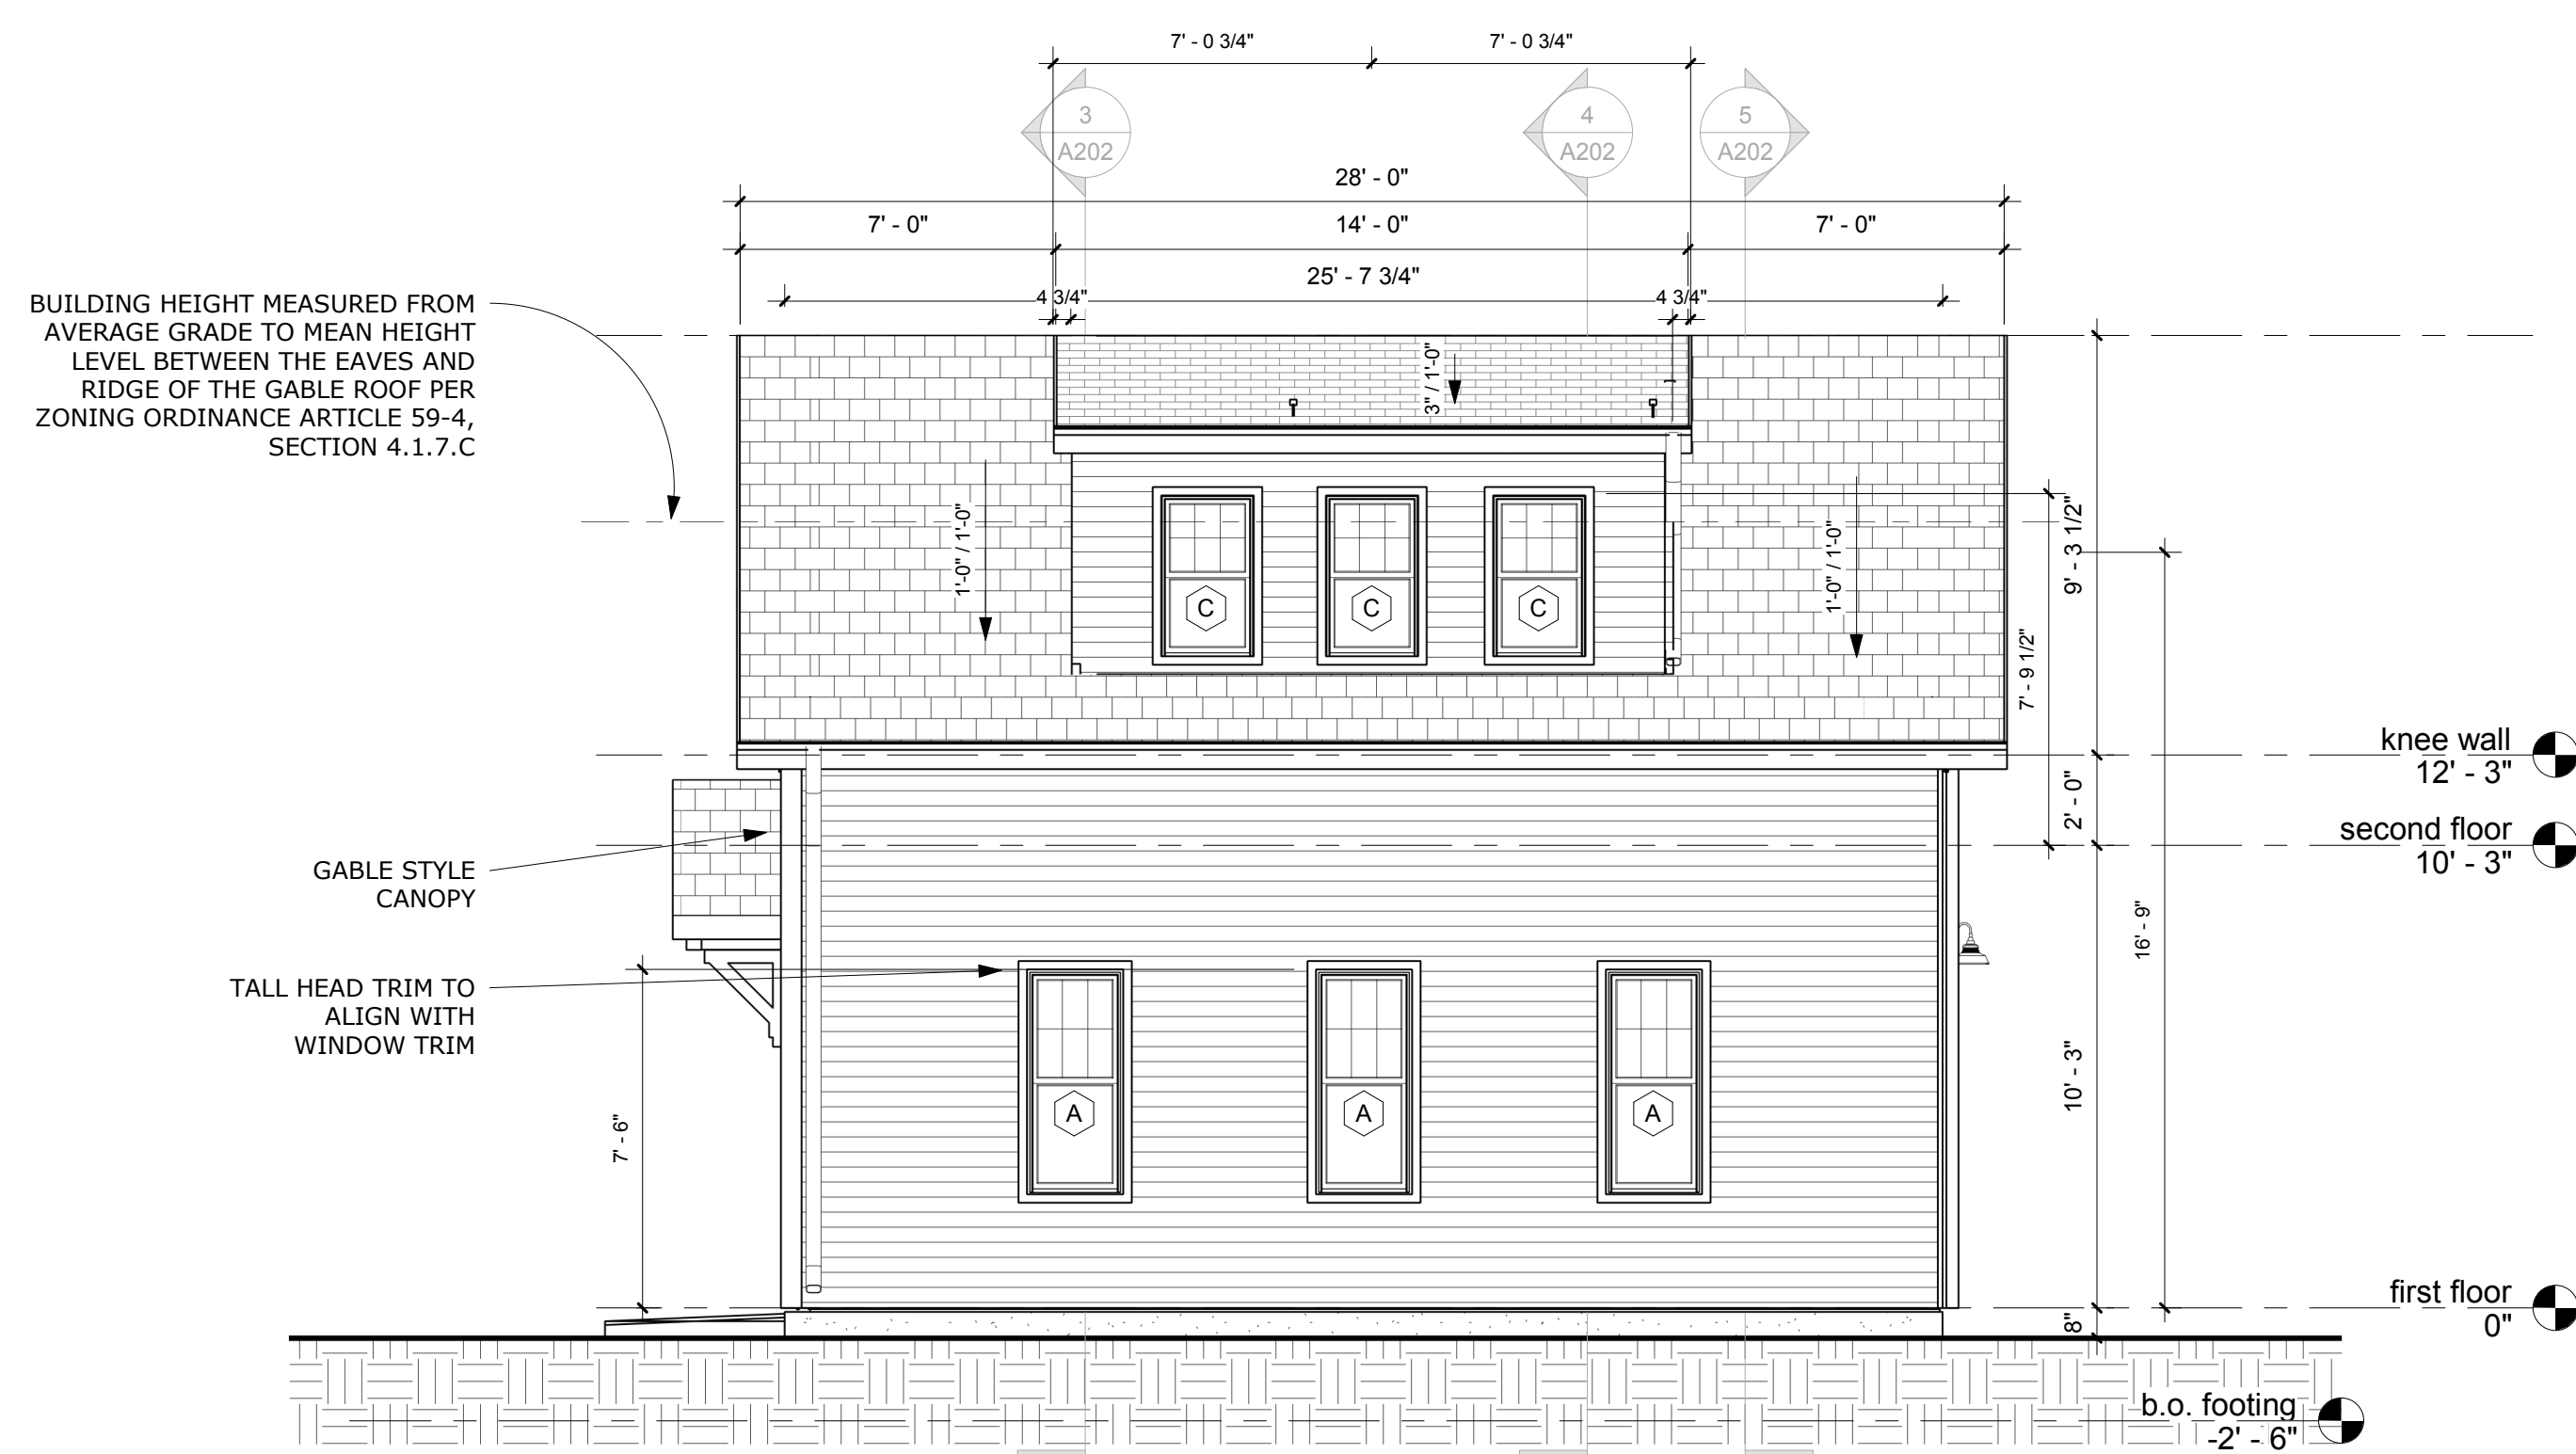 7' - 0 3/4" 7' - 0 3/4"
3
A202
4
A202
5
A202
28' - 0"
7' - 0" 14' - 0" 7' - 0"
25' - 7 3/4"
4 3/4" 4 3/4"
BUILDING HEIGHT MEASURED FROM
AVERAGE GRADE TO MEAN HEIGHT
LEVEL BETWEEN THE EAVES AND
RIDGE OF THE GABLE ROOF PER
ZONING ORDINANCE ARTICLE 59-4,
SECTION 4.1.7.C
3" / 1'-0"
1'-0" / 1'-0"
1'-0" / 1'-0"
C C C
9' - 3 1/2"
7' - 9 1/2"
knee wall
12' - 3"
2' - 0"
second floor
10' - 3"
GABLE STYLE
CANOPY
16' - 9"
TALL HEAD TRIM TO
ALIGN WITH
WINDOW TRIM
7' - 6"
A A A
10' - 3"
first floor
0"
8"
b.o. footing
-2' - 6"